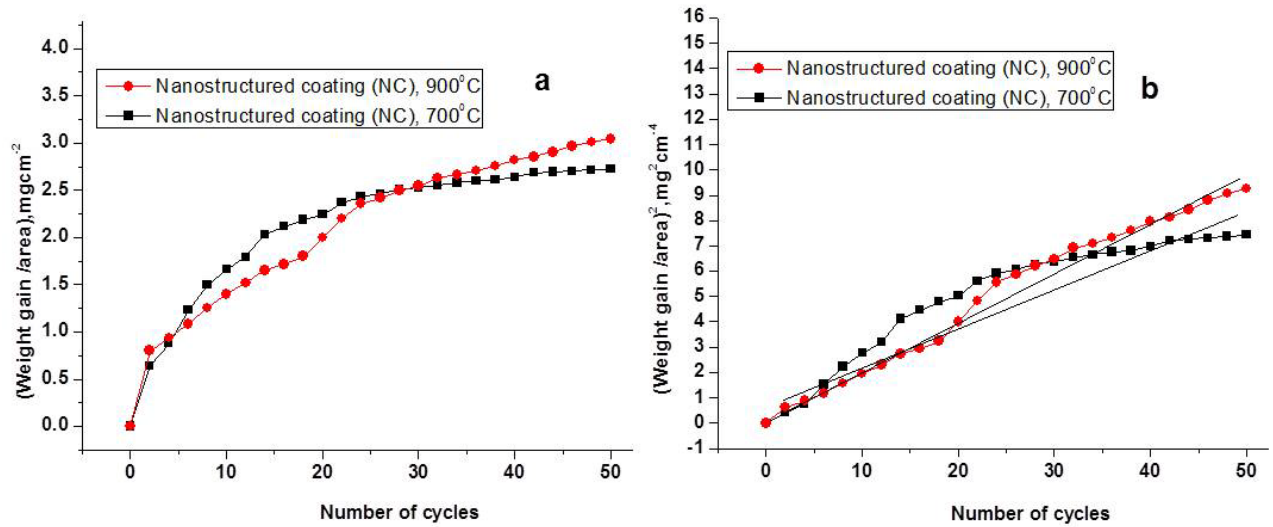 4.0
3.5
3.0
2.5
2.0
1.5
1.0
0.5
0.0
(Weight gain /area),mgcm⁻²
Nanostructured coating (NC), 900⁰C
Nanostructured coating (NC), 700⁰C
a
0 10 20 30 40 50
Number of cycles
16
15
14
13
12
11
10
9
8
7
6
5
4
3
2
1
0
-1
(Weight gain /area)²,mg²cm⁻⁴
Nanostructured coating (NC), 900⁰C
Nanostructured coating (NC), 700⁰C
b
0 10 20 30 40 50
Number of cycles